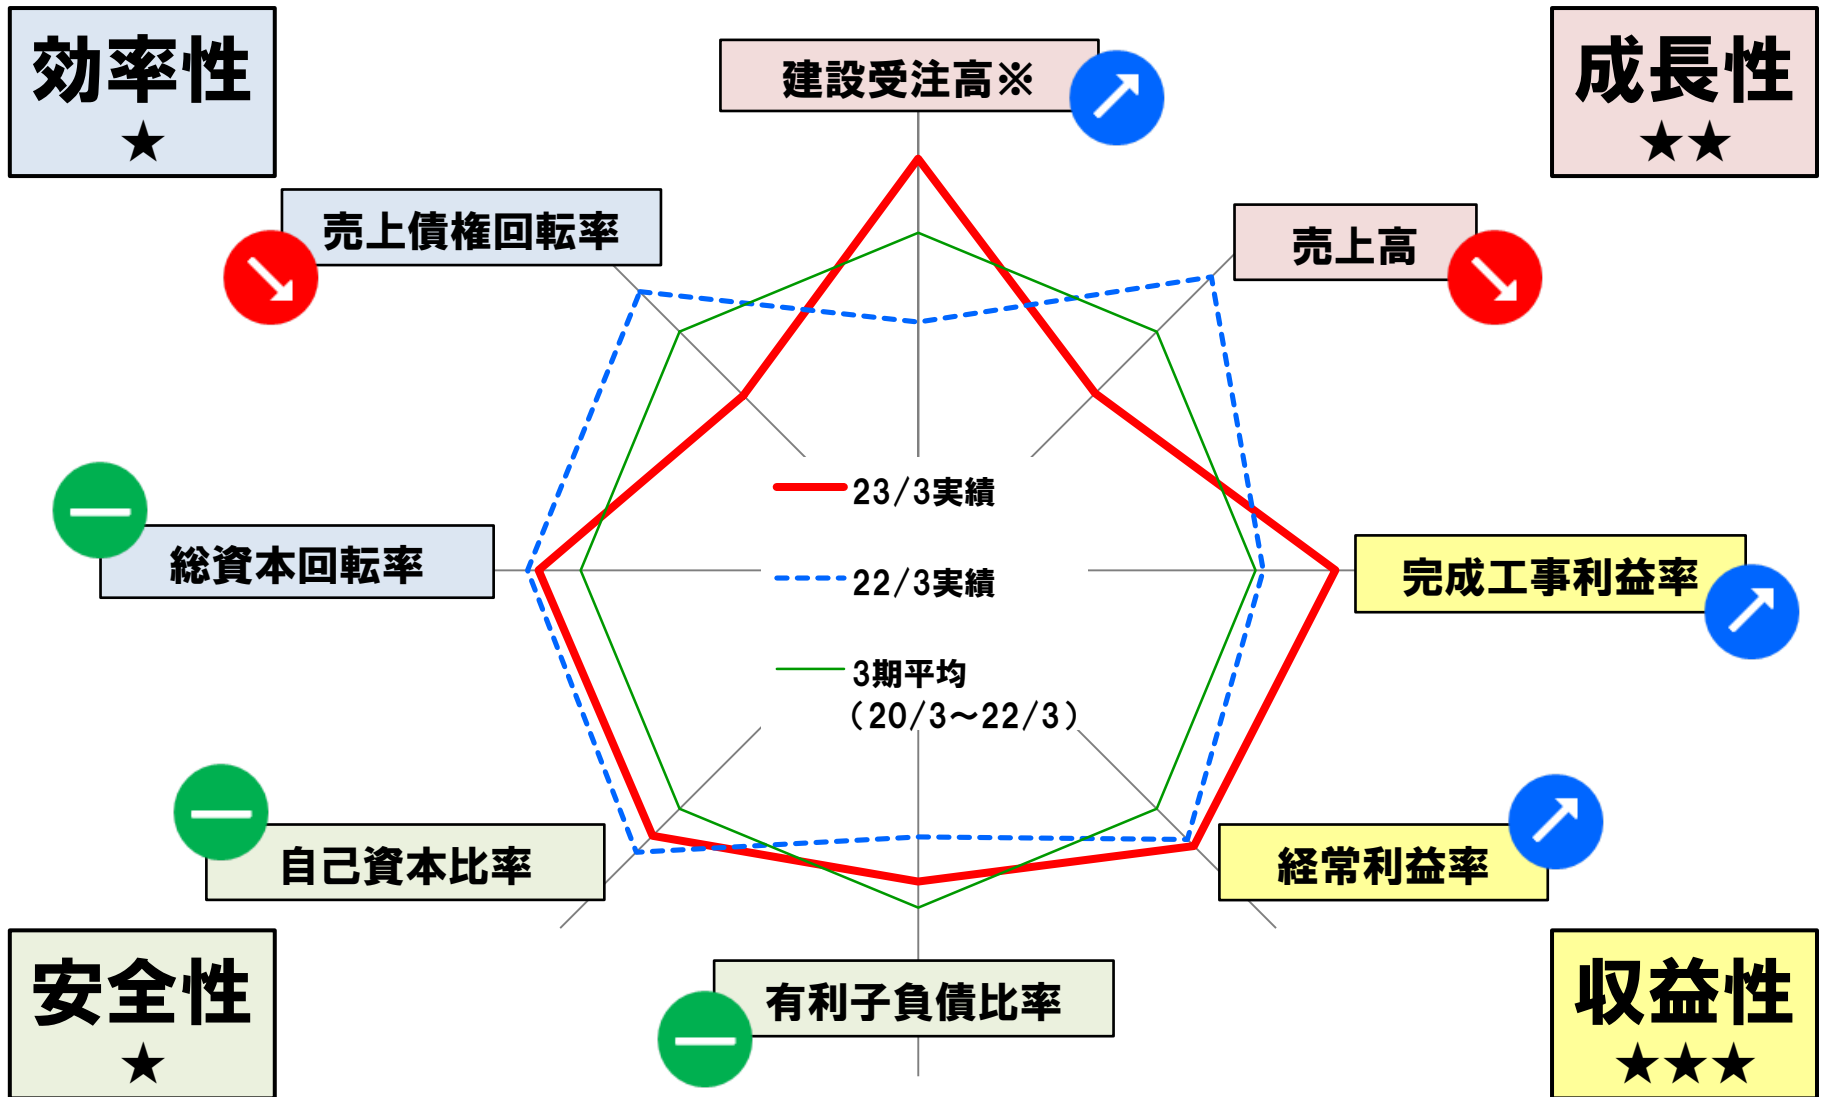 効率性
★
成長性
★★
建設受注高※
売上債権回転率
売上高
23/3実績
総資本回転率
完成工事利益率
22/3実績
3期平均
（20/3～22/3）
自己資本比率
経常利益率
有利子負債比率
安全性
★
収益性
★★★